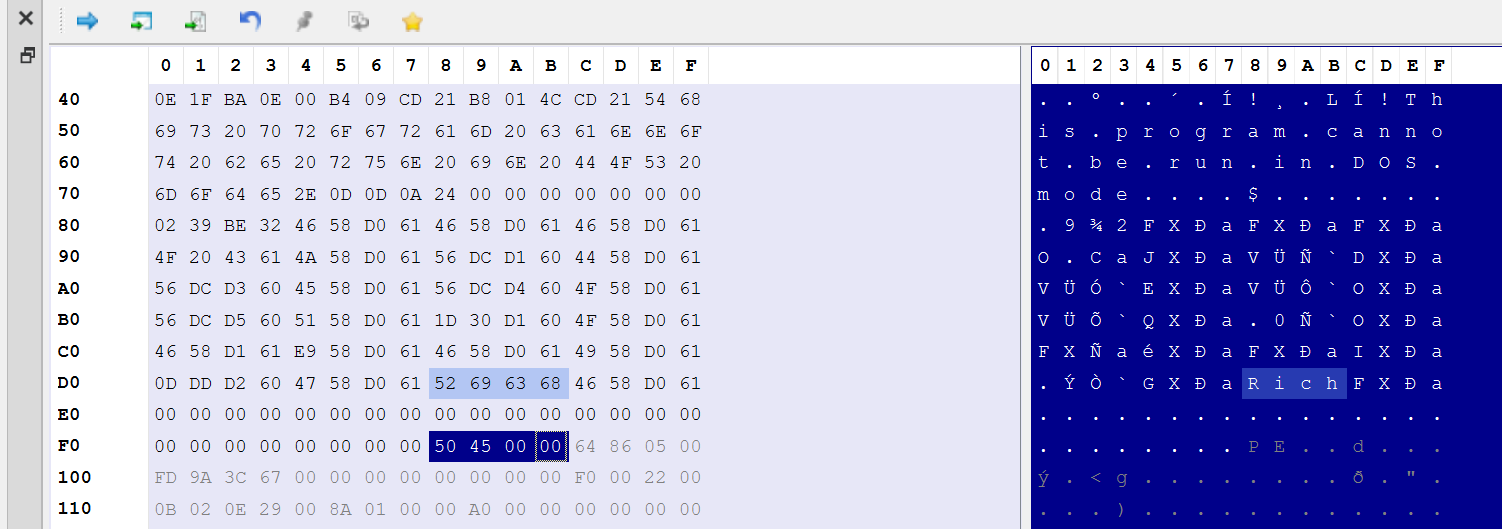 0 1 2 3 4 5 6 7 8 9 A B C D E F 0 1 2 3 4 5 6 7 8 9 A B C D E F
40 0E 1F BA 0E 00 B4 09 CD 21 B8 01 4C CD 21 54 68 . . º . . ´ . Í ! ¸ . L Í ! T h
50 69 73 20 70 72 6F 67 72 61 6D 20 63 61 6E 6E 6F i s . p r o g r a m . c a n n o
60 74 20 62 65 20 72 75 6E 20 69 6E 20 44 4F 53 20 t . b e . r u n . i n . D O S .
70 6D 6F 64 65 2E 0D 0D 0A 24 00 00 00 00 00 00 00 m o d e . . . . $ . . . . . . .
80 02 39 BE 32 46 58 D0 61 46 58 D0 61 46 58 D0 61 . 9 ¾ 2 F X Ð a F X Ð a F X Ð a
90 4F 20 43 61 4A 58 D0 61 56 DC D1 60 44 58 D0 61 O . C a J X Ð a V Ü Ñ ` D X Ð a
A0 56 DC D3 60 45 58 D0 61 56 DC D4 60 4F 58 D0 61 V Ü Ó ` E X Ð a V Ü Ô ` O X Ð a
B0 56 DC D5 60 51 58 D0 61 1D 30 D1 60 4F 58 D0 61 V Ü Õ ` Q X Ð a . 0 Ñ ` O X Ð a
C0 46 58 D1 61 E9 58 D0 61 46 58 D0 61 49 58 D0 61 F X Ñ a é X Ð a F X Ð a I X Ð a
D0 0D DD D2 60 47 58 D0 61 52 69 63 68 46 58 D0 61 . Ý Ò ` G X Ð a R i c h F X Ð a
E0 00 00 00 00 00 00 00 00 00 00 00 00 00 00 00 00 . . . . . . . . . . . . . . . .
F0 00 00 00 00 00 00 00 00 50 45 00 00 64 86 05 00 . . . . . . . . P E . . d . . .
100 FD 9A 3C 67 00 00 00 00 00 00 00 00 F0 00 22 00 ý . < g . . . . . . . . ð . " .
110 0B 02 0E 29 00 8A 01 00 00 A0 00 00 00 00 00 00 . . . ) . . . . . . . . . . . .